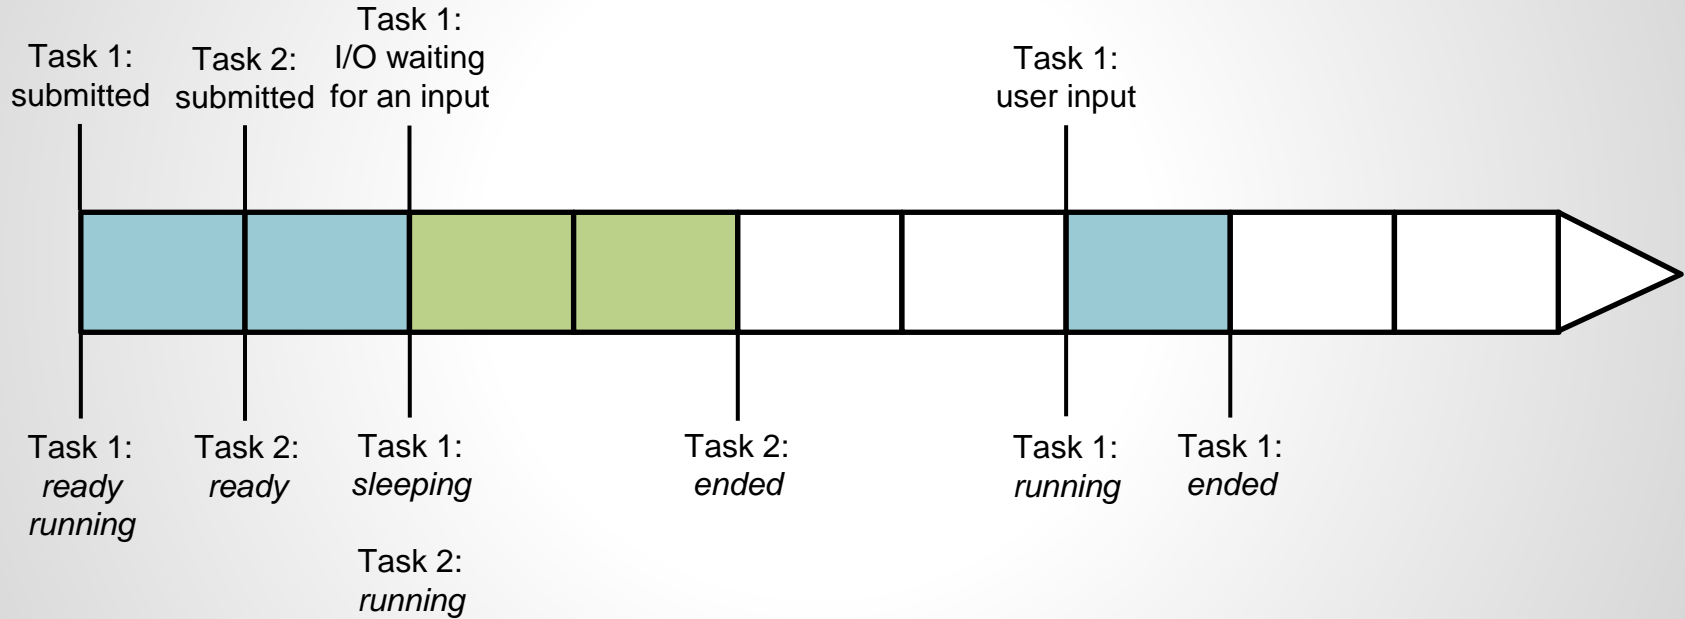 Task 1:
submitted
Task 2:
submitted
Task 1:
I/O waiting
for an input
Task 1:
user input
Task 1:
ready
running
Task 2:
ready
Task 1:
sleeping
Task 2:
running
Task 2:
ended
Task 1:
running
Task 1:
ended